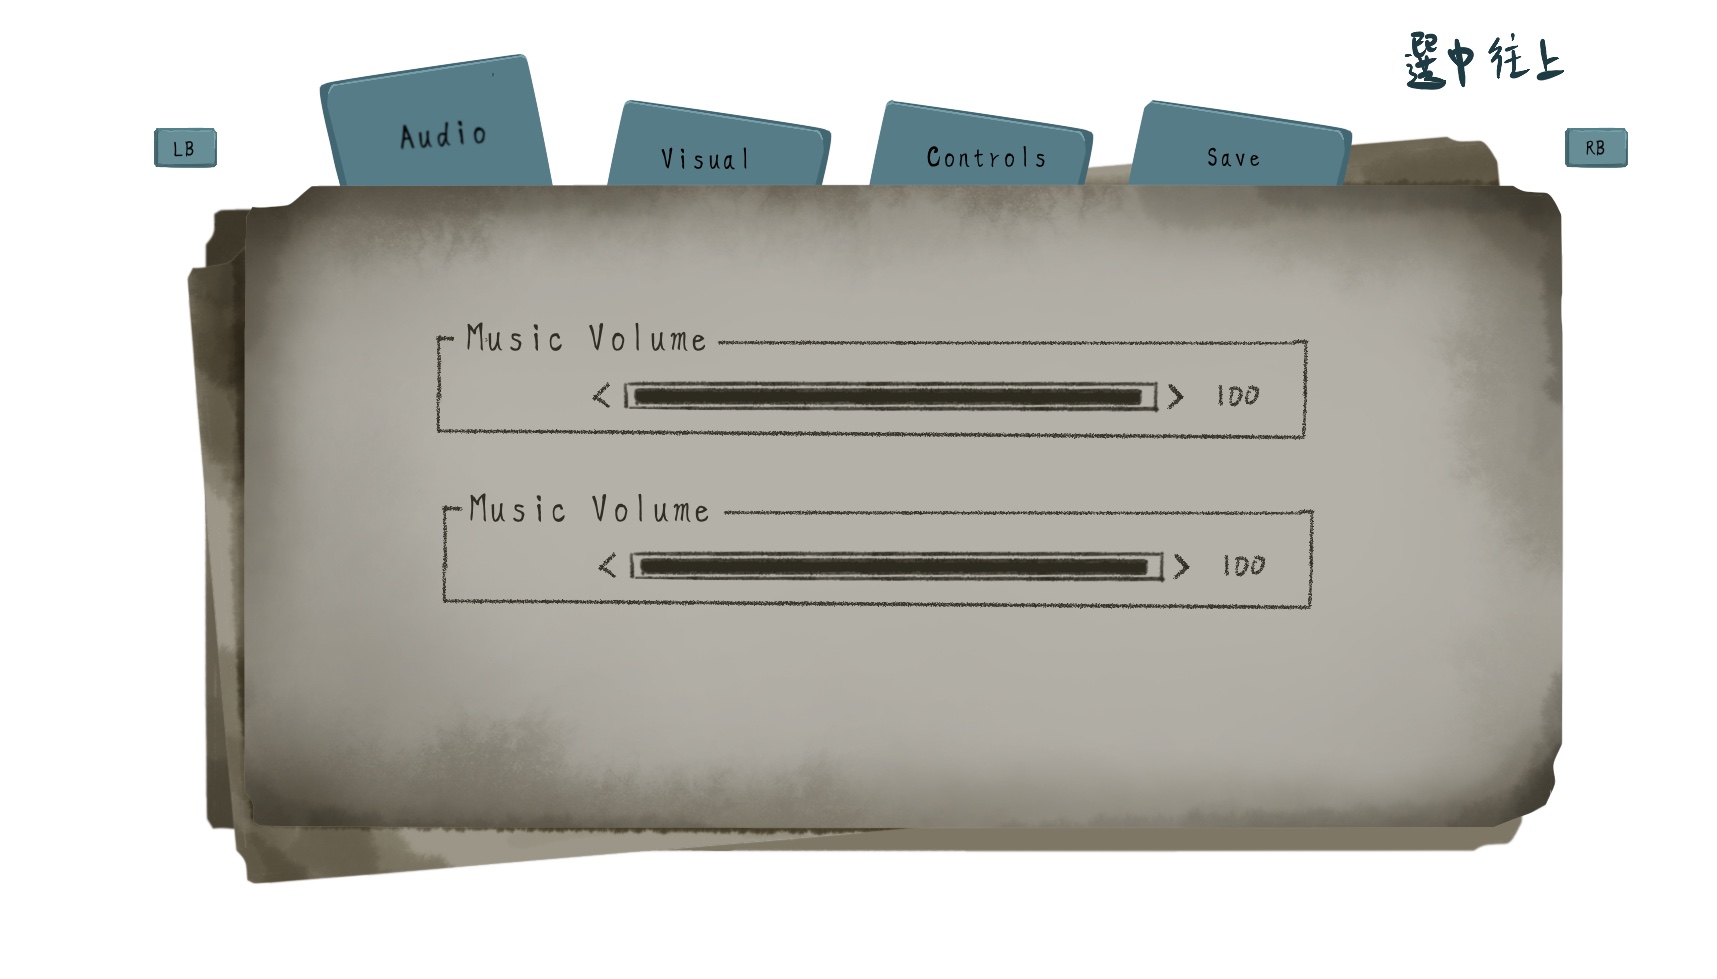 選中往上
LB
Audio
Visual
Controls
Save
RB
Music Volume
< > 100
Music Volume
< > 100